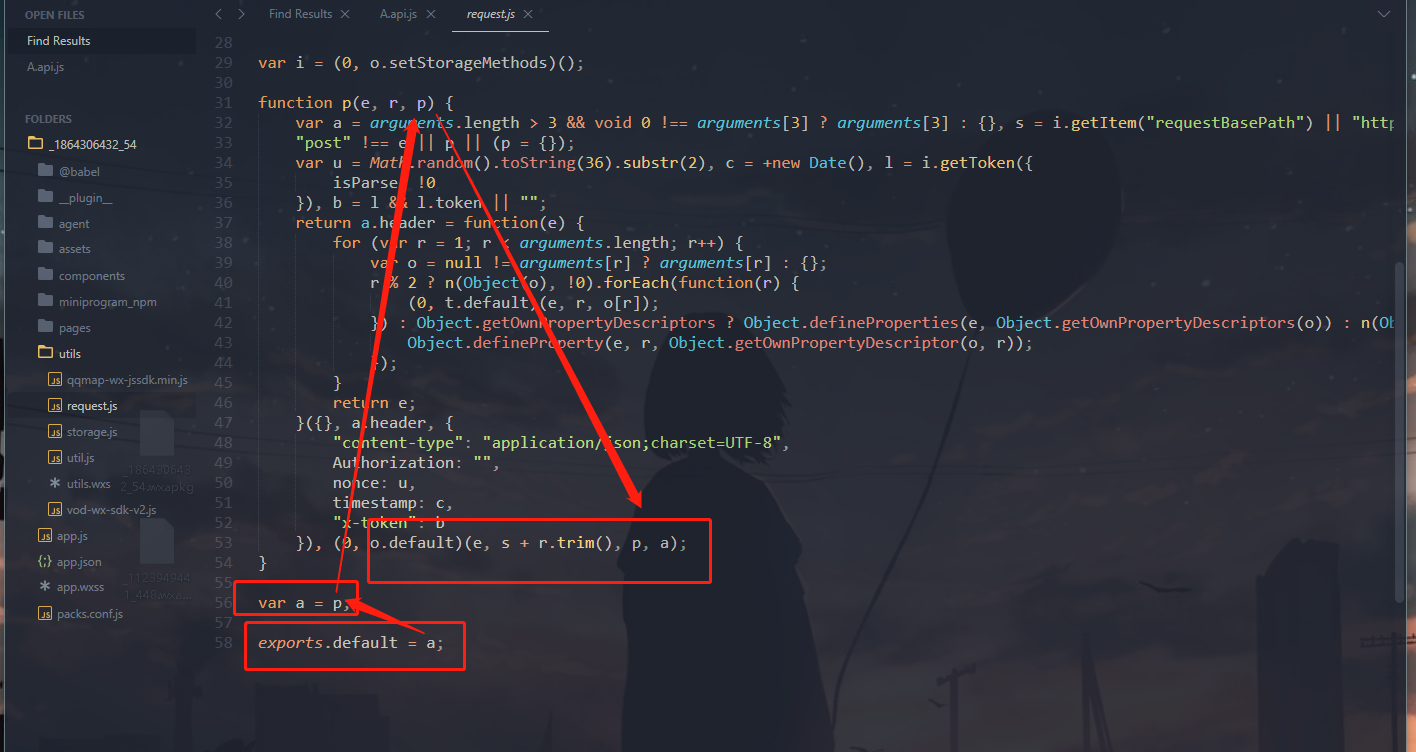 OPEN FILES
Find Results
A.api.js
FOLDERS
_1864306432_54
@babel
__plugin__
agent
assets
components
miniprogram_npm
pages
utils
qqmap-wx-jssdk.min.js
request.js
storage.js
util.js
utils.wxs
vod-wx-sdk-v2.js
app.js
app.json
app.wxss
packs.conf.js
_186430643
2_54.wxapkg
Find Results
A.api.js
request.js
28
29 var i = (0, o.setStorageMethods)();
30
31 function p(e, r, p) {
32 var a = arguments.length > 3 && void 0 !== arguments[3] ? arguments[3] : {}, s = i.getItem("requestBasePath") || "http
33 "post" !== e || p || (p = {});
34 var u = Math.random().toString(36).substr(2), c = +new Date(), l = i.getToken({
35 isParse: !0
36 }), b = l && l.token || "";
37 return a.header = function(e) {
38 for (var r = 1; r < arguments.length; r++) {
39 var o = null != arguments[r] ? arguments[r] : {};
40 r % 2 ? n(Object(o), !0).forEach(function(r) {
41 (0, t.default)(e, r, o[r]);
42 }) : Object.getOwnPropertyDescriptors ? Object.defineProperties(e, Object.getOwnPropertyDescriptors(o)) : n(Ob
43 Object.defineProperty(e, r, Object.getOwnPropertyDescriptor(o, r));
44 });
45 }
46 return e;
47 }({}, a.header, {
48 "content-type": "application/json;charset=UTF-8",
49 Authorization: "",
50 nonce: u,
51 timestamp: c,
52 "x-token": b
53 }), (0, o.default)(e, s + r.trim(), p, a);
54 }
55
56 var a = p;
57
58 exports.default = a;